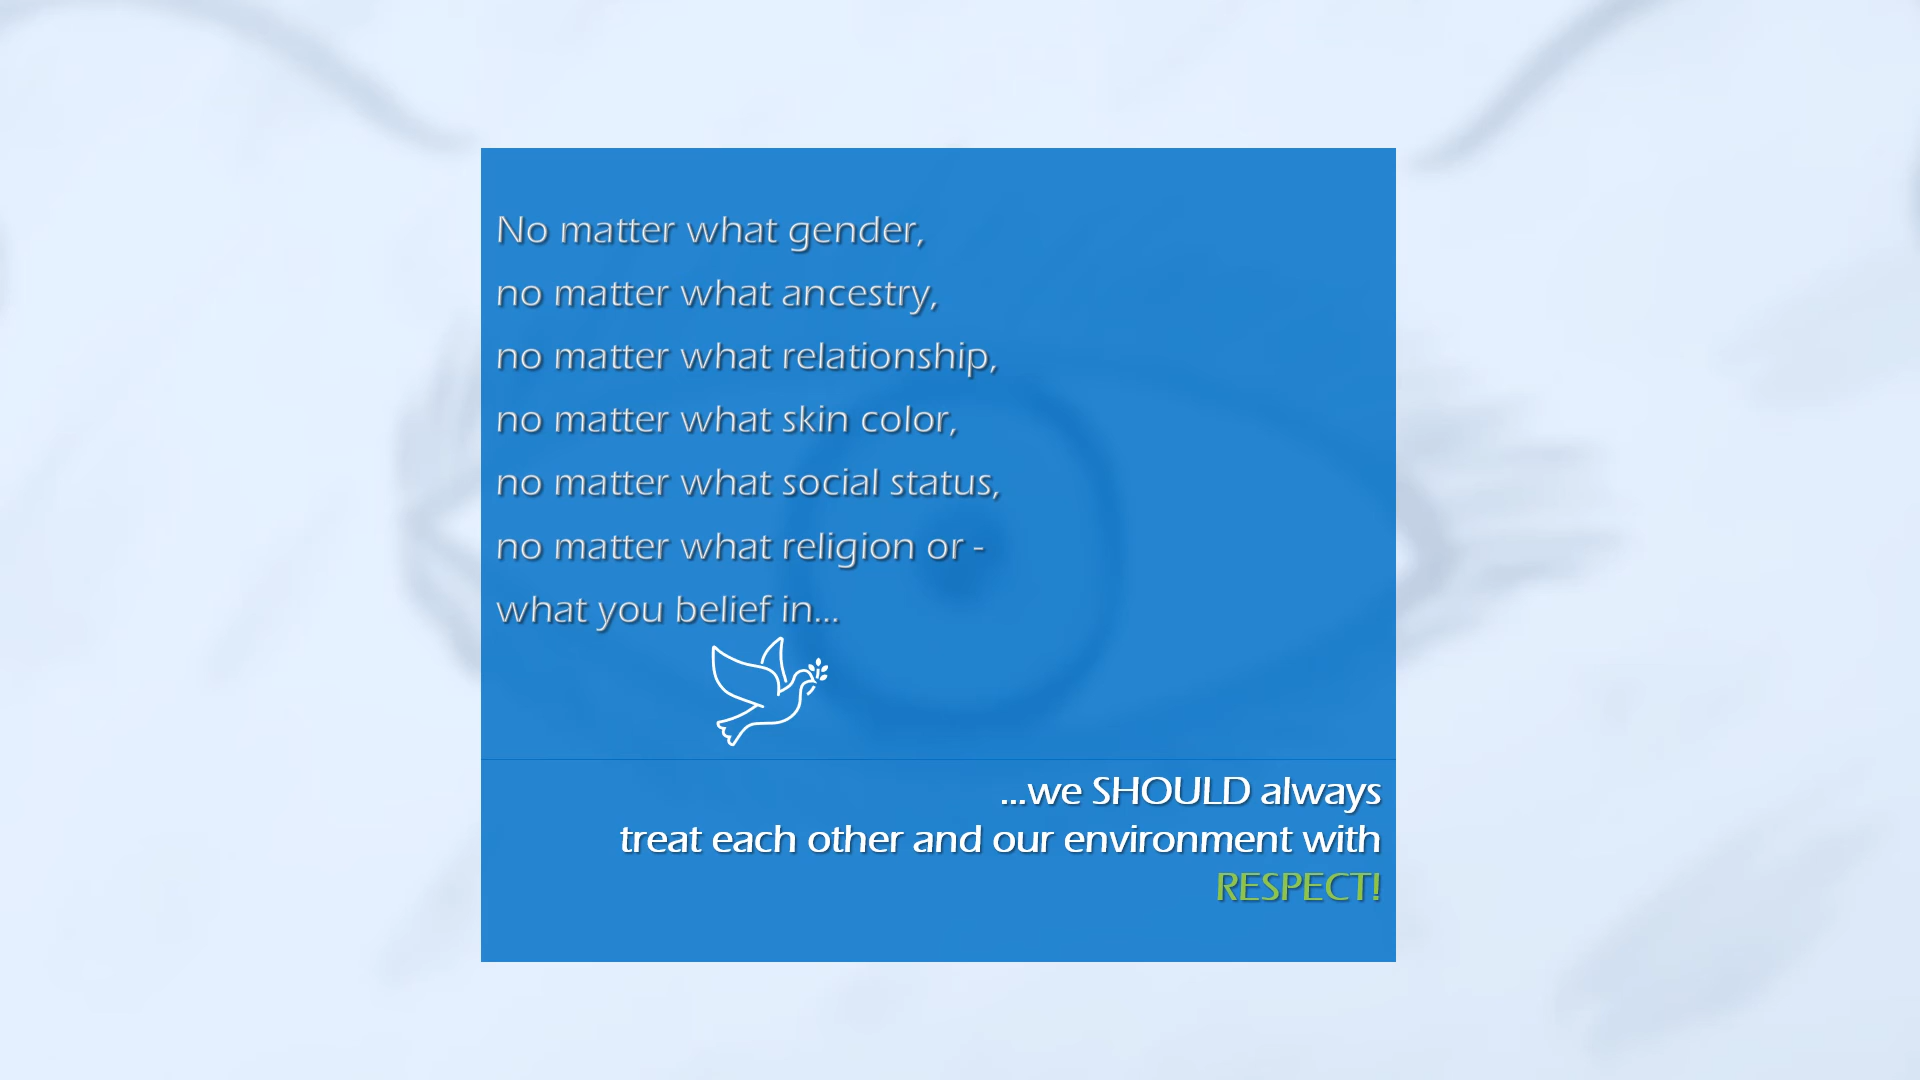 No matter what gender,
no matter what ancestry,
no matter what relationship,
no matter what skin color,
no matter what social status,
no matter what religion or -
what you belief in...
...we SHOULD always
treat each other and our environment with
RESPECT!